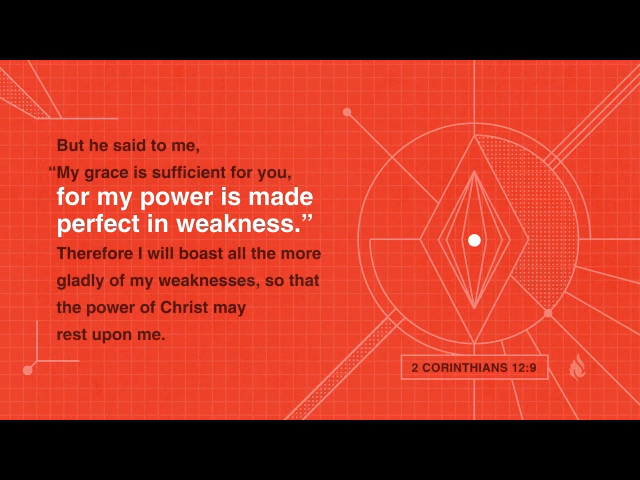 But he said to me,
“My grace is sufficient for you,
for my power is made
perfect in weakness.”
Therefore I will boast all the more
gladly of my weaknesses, so that
the power of Christ may
rest upon me.
2 CORINTHIANS 12:9